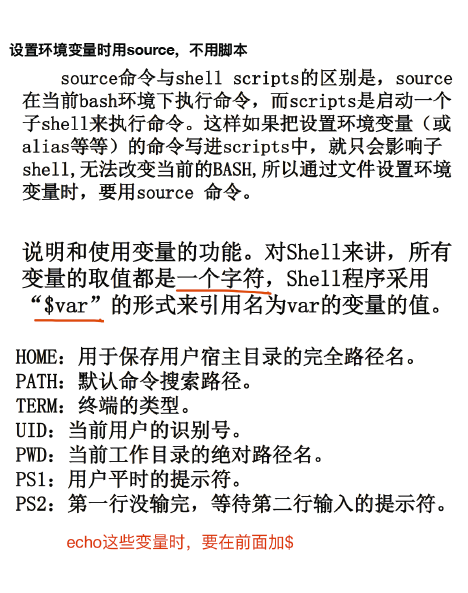 设置环境变量时用source，不用脚本
source命令与shell scripts的区别是，source
在当前bash环境下执行命令，而scripts是启动一个
子shell来执行命令。这样如果把设置环境变量（或
alias等等）的命令写进scripts中，就只会影响子
shell,无法改变当前的BASH,所以通过文件设置环境
变量时，要用source 命令。
说明和使用变量的功能。对Shell来讲，所有
变量的取值都是一个字符，Shell程序采用
“$var”的形式来引用名为var的变量的值。
HOME：用于保存用户宿主目录的完全路径名。
PATH：默认命令搜索路径。
TERM：终端的类型。
UID：当前用户的识别号。
PWD：当前工作目录的绝对路径名。
PS1：用户平时的提示符。
PS2：第一行没输完，等待第二行输入的提示符。
echo这些变量时，要在前面加$